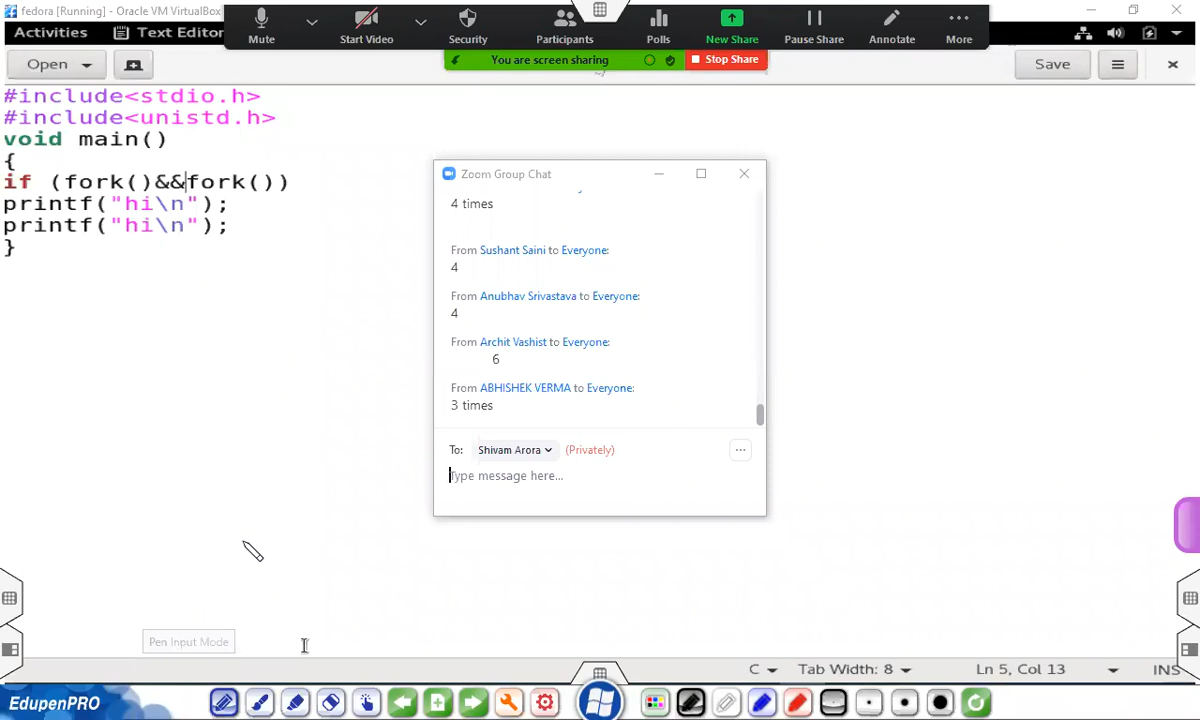 fedora [Running] - Oracle VM VirtualBox
Activities
Text Editor
Mute
Start Video
Security
Participants
Polls
New Share
Pause Share
Annotate
More
You are screen sharing
Stop Share
Open
Save
#include<stdio.h>
#include<unistd.h>
void main()
{
if (fork()&&fork())
printf("hi\n");
printf("hi\n");
}
Zoom Group Chat
4 times
From Sushant Saini to Everyone:
4
From Anubhav Srivastava to Everyone:
4
From Archit Vashist to Everyone:
6
From ABHISHEK VERMA to Everyone:
3 times
To: Shivam Arora (Privately)
Type message here...
Pen Input Mode
C
Tab Width: 8
Ln 5, Col 13
INS
EdupenPRO